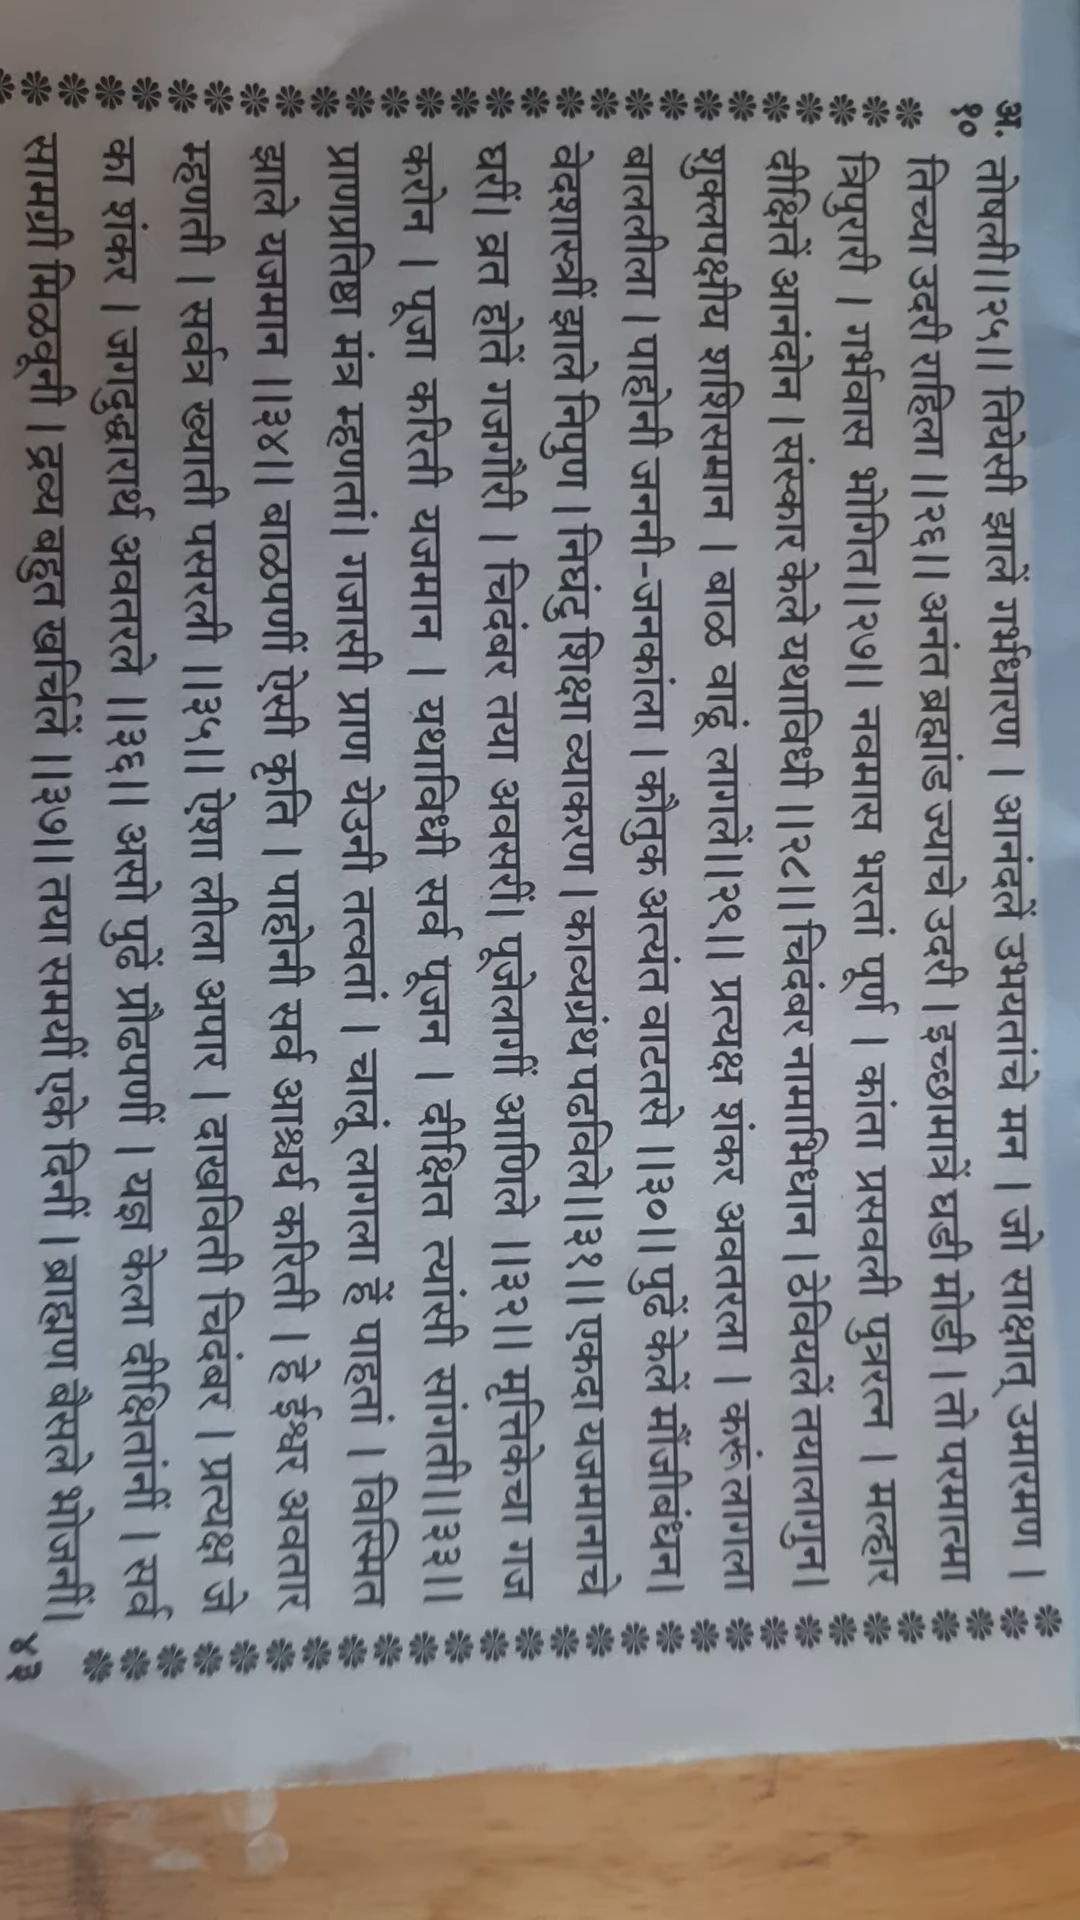 अ.
१०
तोषली॥२५॥ तियेसी झालें गर्भधारण । आनंदलें उभयतांचे मन । जो साक्षात् उमारमण ।
तिच्या उदरी राहिला ॥२६॥ अनंत ब्रह्मांड ज्याचे उदरी । इच्छामात्रें घडी मोडी । तो परमात्मा
त्रिपुरारी । गर्भवास भोगित॥२७॥ नवमास भरतां पूर्ण । कांता प्रसवली पुत्ररत्न । मल्हार
दीक्षितें आनंदोन । संस्कार केले यथाविधी ॥२८॥ चिदंबर नामाभिधान । ठेवियलें तयालागुन।
शुक्लपक्षीय शशिसमान । बाळ वाढूं लागलें॥२९॥ प्रत्यक्ष शंकर अवतरला । करूं लागला
बाललीला । पाहोनी जननी-जनकांला । कौतुक अत्यंत वाटतसे ॥३०॥ पुढें केलें मौंजीबंधन।
वेदशास्त्रीं झाले निपुण । निघंटु शिक्षा व्याकरण । काव्यग्रंथ पढविले॥३१॥ एकदा यजमानाचे
घरीं। व्रत होतें गजगौरी । चिदंबर तया अवसरीं। पूजेलागीं आणिले ॥३२॥ मृत्तिकेचा गज
करोन । पूजा करिती यजमान । यथाविधी सर्व पूजन । दीक्षित त्यांसी सांगती॥३३॥
प्राणप्रतिष्ठा मंत्र म्हणतां। गजासी प्राण येउनी तत्वतां । चालूं लागला हें पाहतां । विस्मित
झाले यजमान ॥३४॥ बाळपणीं ऐसी कृति । पाहोनी सर्व आश्चर्य करिती । हे ईश्वर अवतार
म्हणती । सर्वत्र ख्याती पसरली ॥३५॥ ऐशा लीला अपार । दाखविती चिदंबर । प्रत्यक्ष जे
का शंकर । जगदुद्धारार्थ अवतरले ॥३६॥ असो पुढें प्रौढपणीं । यज्ञ केला दीक्षितांनीं । सर्व
सामग्री मिळवूनी । द्रव्य बहुत खर्चिलें ॥३७॥ तया समयीं एके दिनीं । ब्राह्मण बैसले भोजनीं।
४३